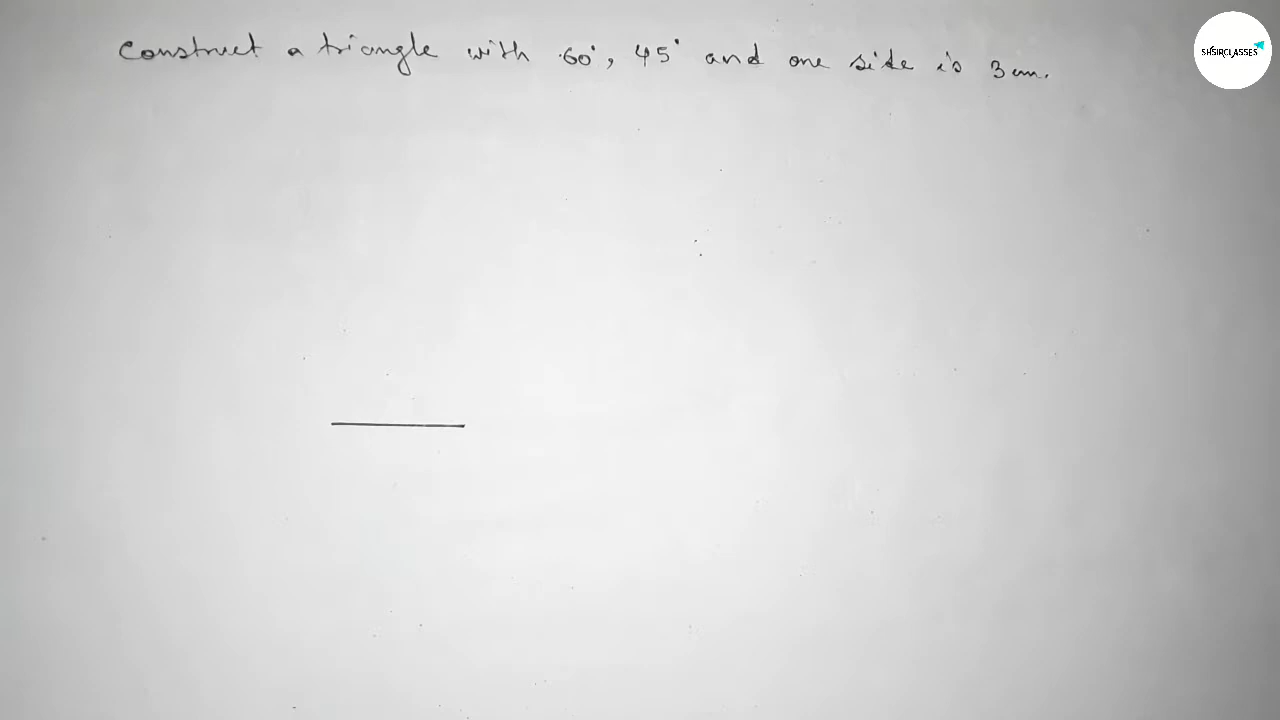 Construct a triangle with 60°, 45° and one side is 3 cm.
SHSIRCLASSES